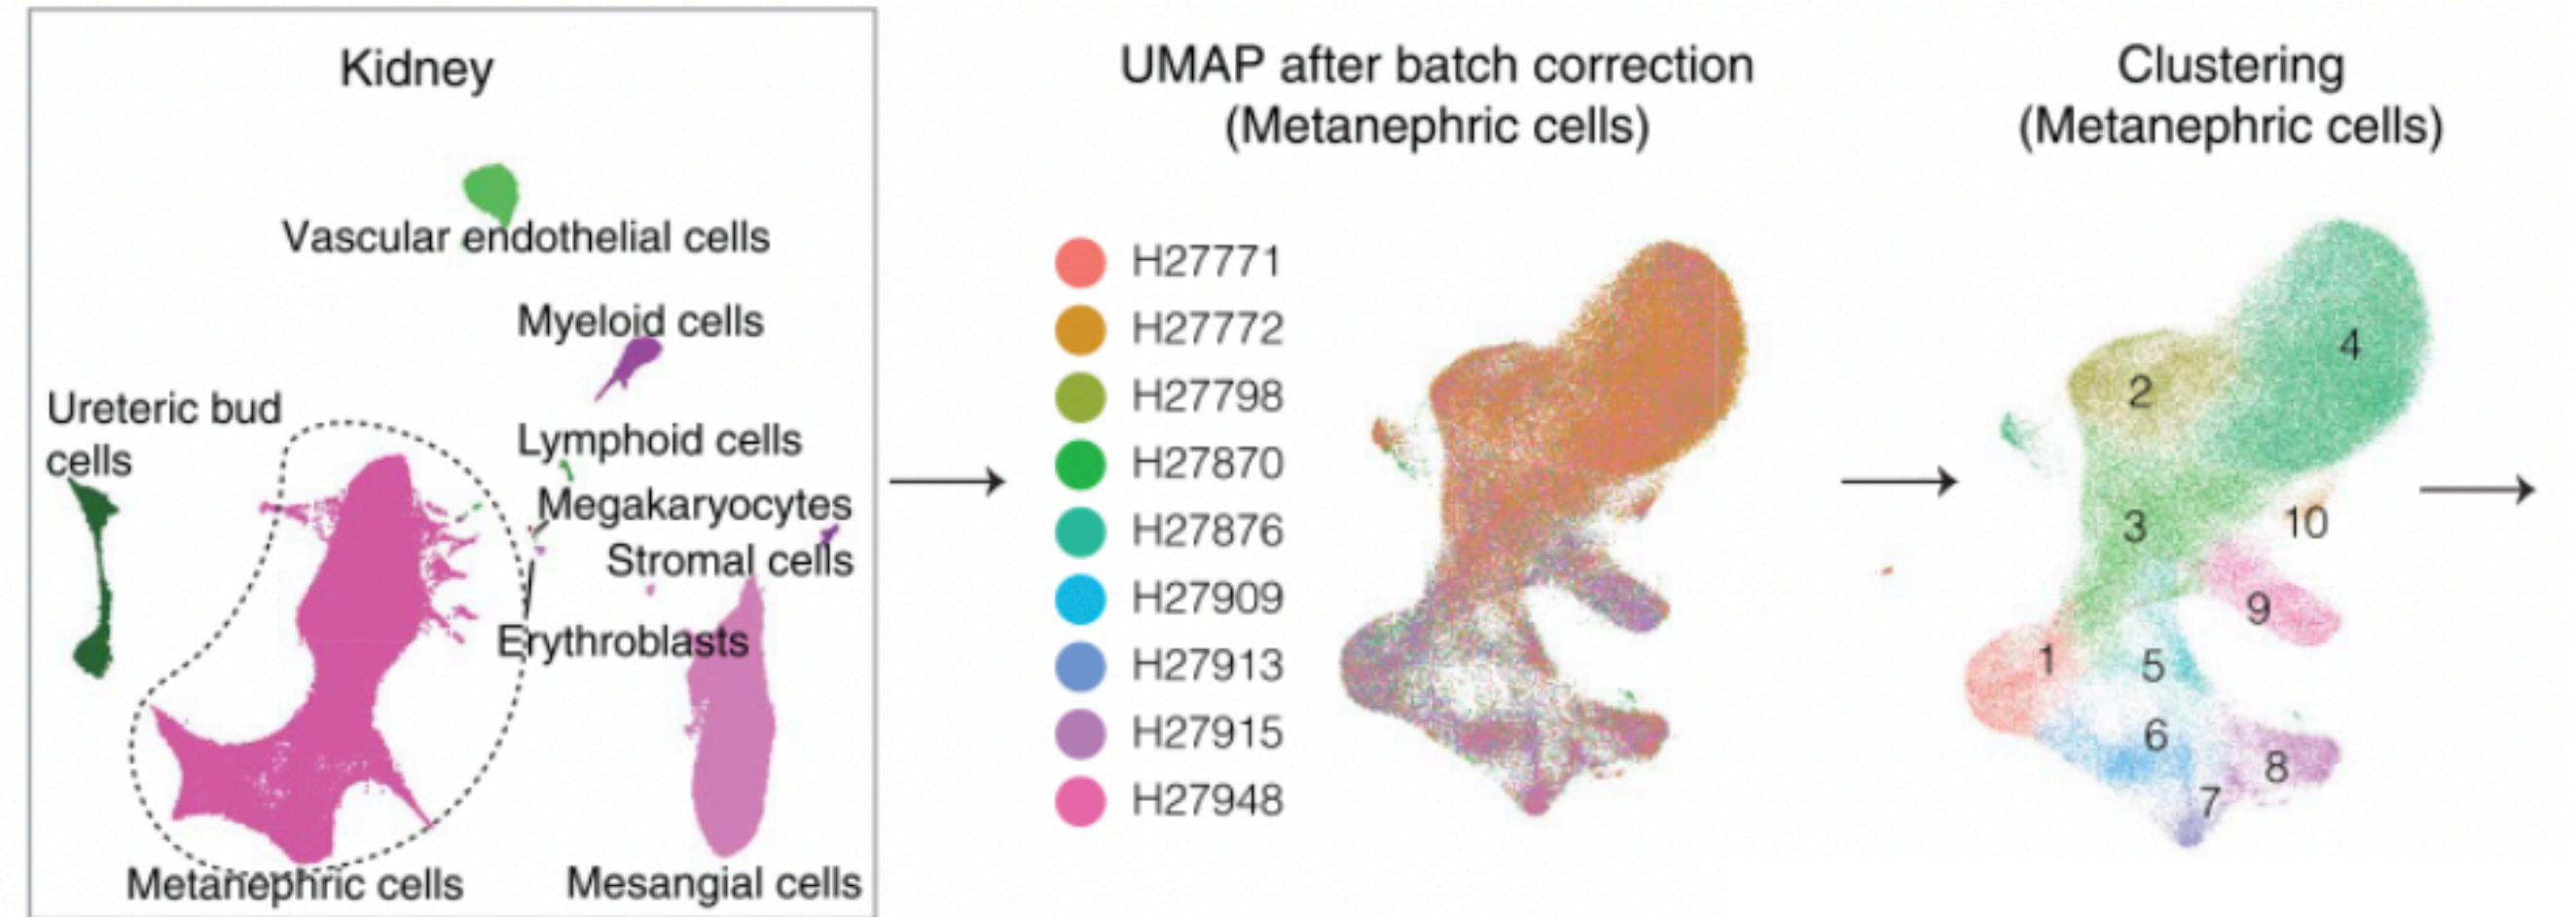 Kidney
Vascular endothelial cells
Myeloid cells
Ureteric bud
cells
Lymphoid cells
Megakaryocytes
Stromal cells
Erythroblasts
Metanephric cells
Mesangial cells
UMAP after batch correction
(Metanephric cells)
H27771
H27772
H27798
H27870
H27876
H27909
H27913
H27915
H27948
Clustering
(Metanephric cells)
4
2
3
10
9
1
5
6
8
7